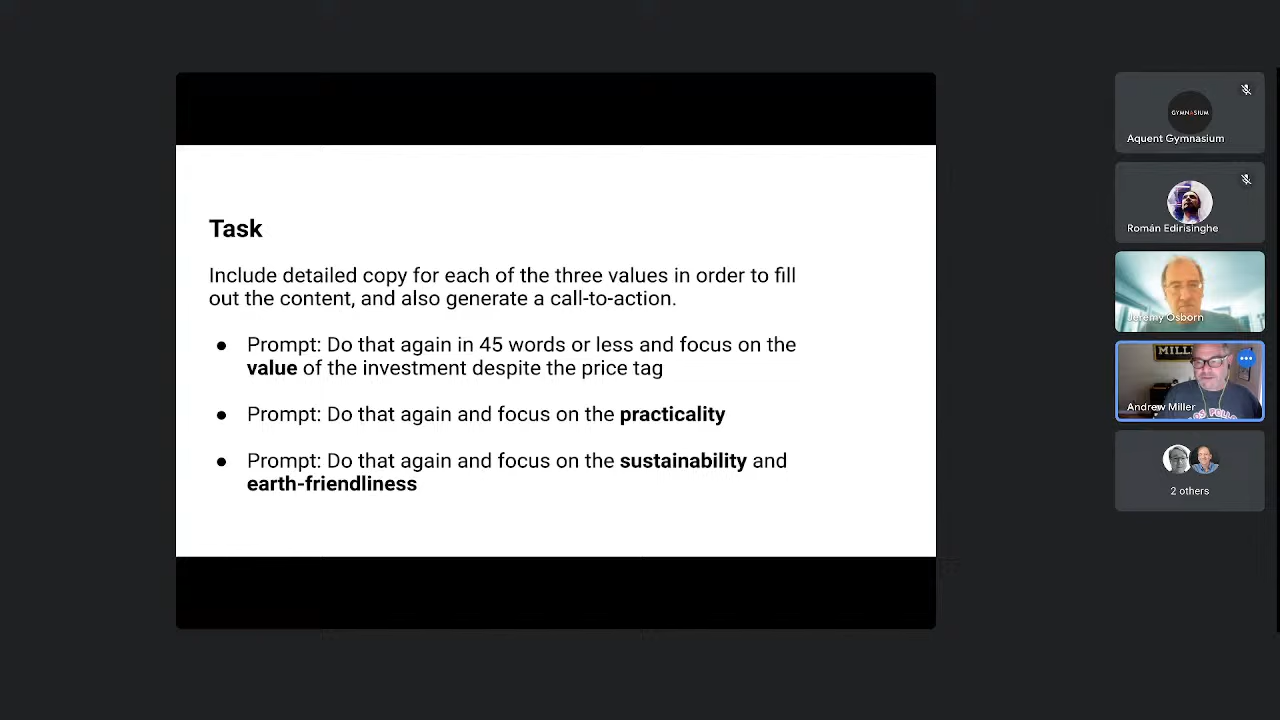 Task
Include detailed copy for each of the three values in order to fill
out the content, and also generate a call-to-action.
● Prompt: Do that again in 45 words or less and focus on the
value of the investment despite the price tag
● Prompt: Do that again and focus on the practicality
● Prompt: Do that again and focus on the sustainability and
earth-friendliness
GYMNASIUM
Aquent Gymnasium
Román Edirisinghe
Jeremy Osborn
MILL
Andrew Miller
2 others